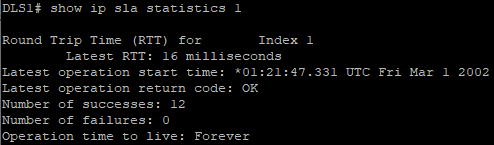 DLS1# show ip sla statistics 1
Round Trip Time (RTT) for       Index 1
        Latest RTT: 16 milliseconds
Latest operation start time: *01:21:47.331 UTC Fri Mar 1 2002
Latest operation return code: OK
Number of successes: 12
Number of failures: 0
Operation time to live: Forever